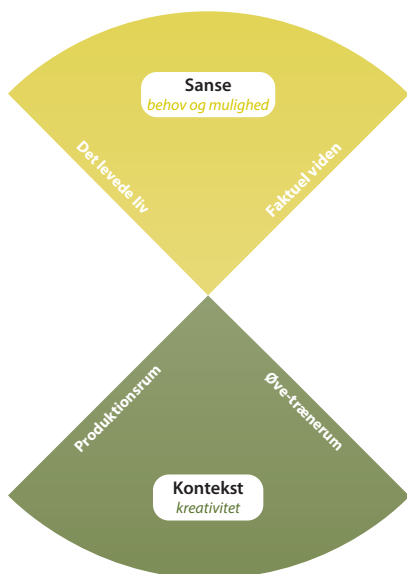 Sanse
behov og mulighed
Det levede liv
Faktuel viden
Produktionsrum
Øve-trænerum
Kontekst
kreativitet